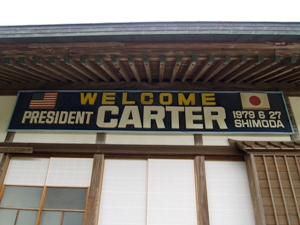 WELCOME
PRESIDENT CARTER 1979 6 27
SHIMODA